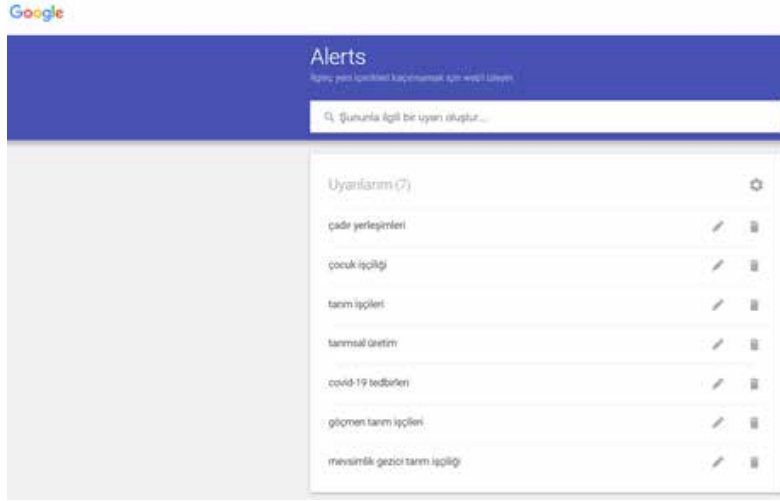 Google
Alerts
İlginç yeni içerikleri kaçırmamak için web'i izleyin
Şununla ilgili bir uyarı oluştur...
Uyarılarım (7)
çadır yerleşimleri
çocuk işçiliği
tarım işçileri
tarımsal üretim
covid-19 tedbirleri
göçmen tarım işçileri
mevsimlik gezici tarım işçiliği